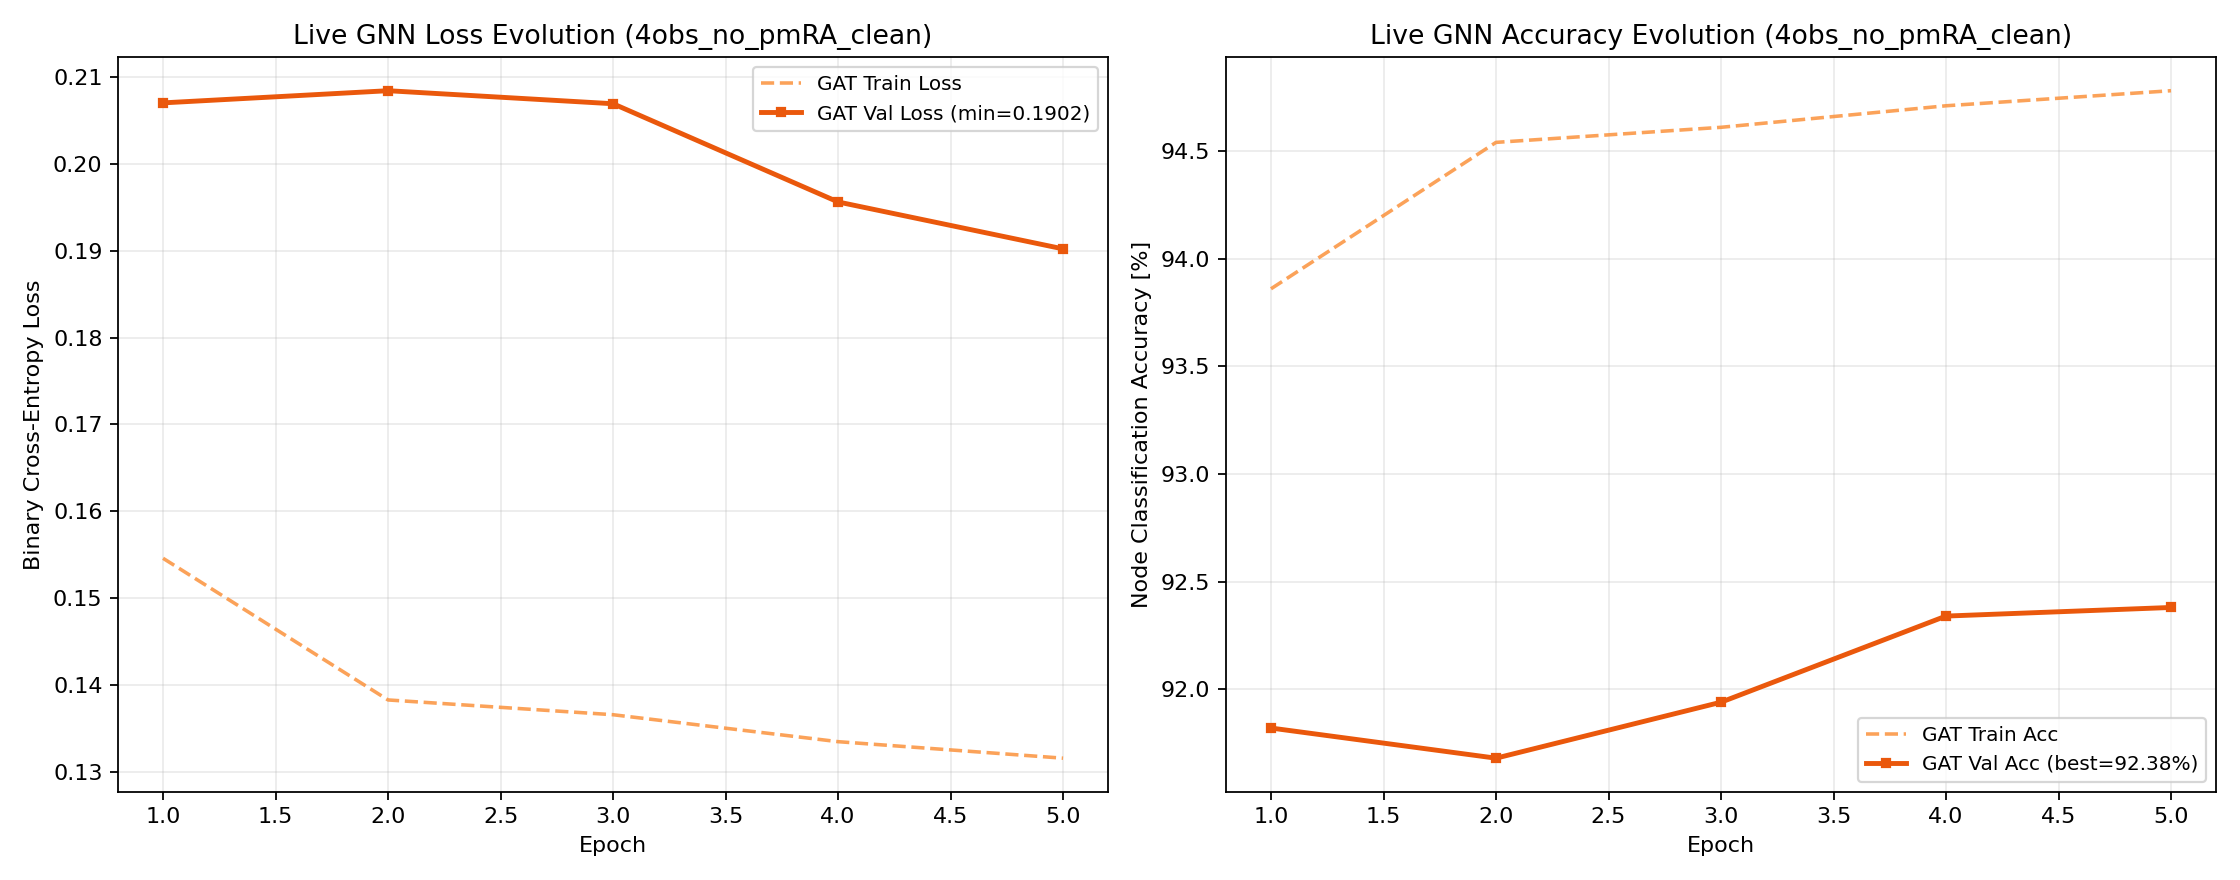 Live GNN Loss Evolution (4obs_no_pmRA_clean)
Binary Cross-Entropy Loss
0.21
0.20
0.19
0.18
0.17
0.16
0.15
0.14
0.13
GAT Train Loss
GAT Val Loss (min=0.1902)
1.0 1.5 2.0 2.5 3.0 3.5 4.0 4.5 5.0
Epoch
Live GNN Accuracy Evolution (4obs_no_pmRA_clean)
Node Classification Accuracy [%]
94.5
94.0
93.5
93.0
92.5
92.0
GAT Train Acc
GAT Val Acc (best=92.38%)
1.0 1.5 2.0 2.5 3.0 3.5 4.0 4.5 5.0
Epoch